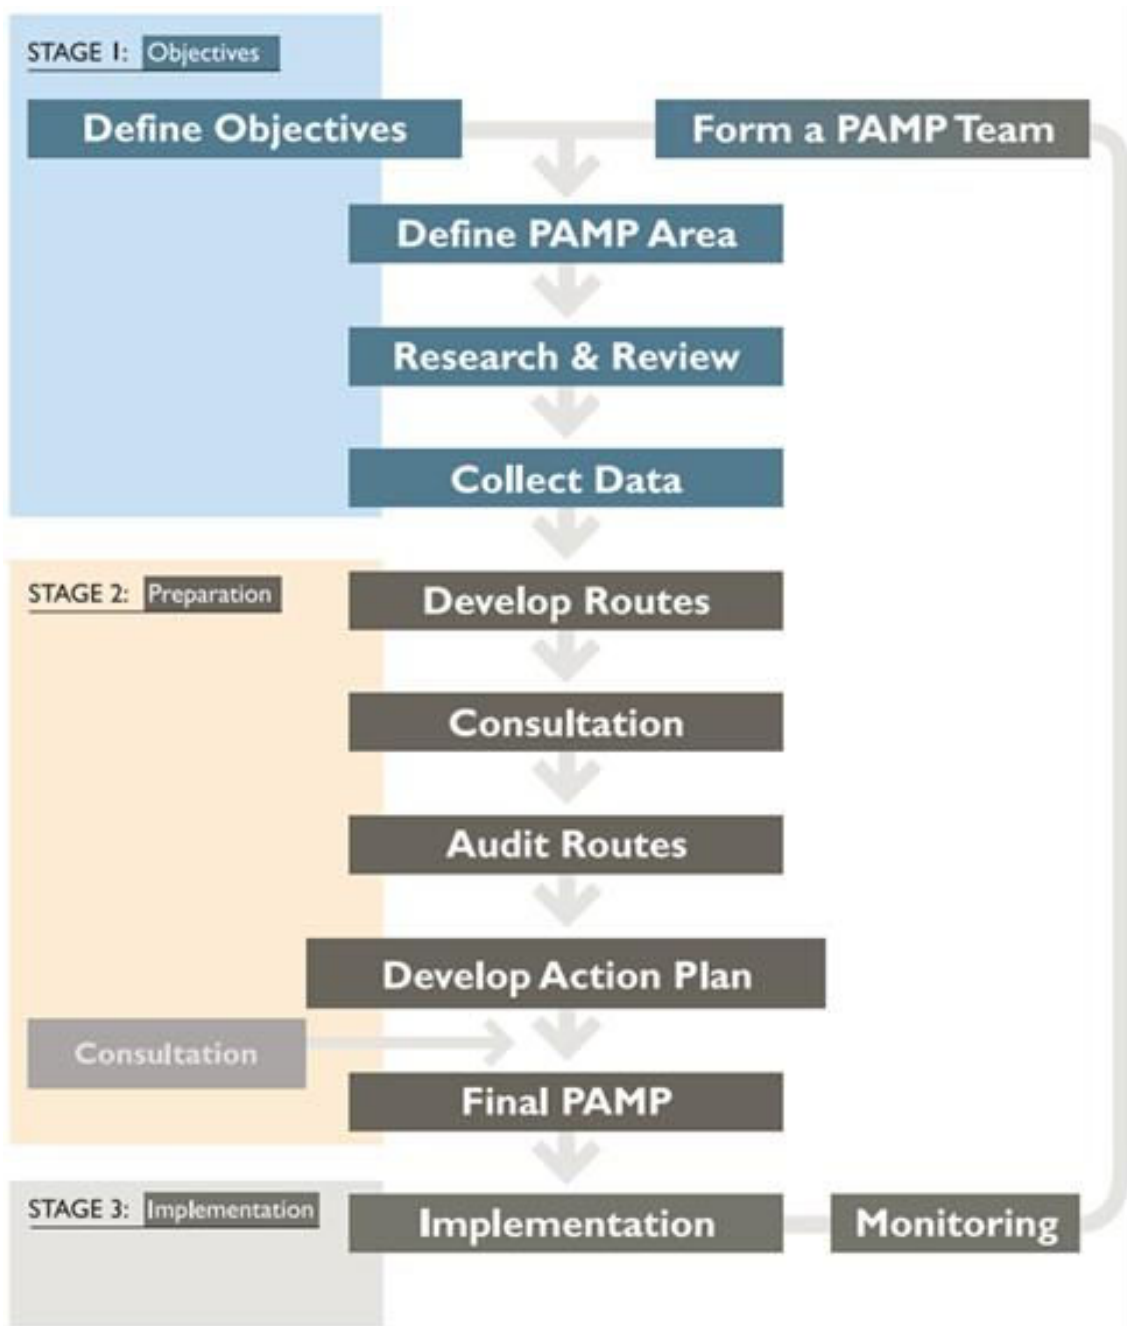 STAGE 1: Objectives
Define Objectives
Form a PAMP Team
Define PAMP Area
Research & Review
Collect Data
STAGE 2: Preparation
Develop Routes
Consultation
Audit Routes
Develop Action Plan
Consultation
Final PAMP
STAGE 3: Implementation
Implementation
Monitoring